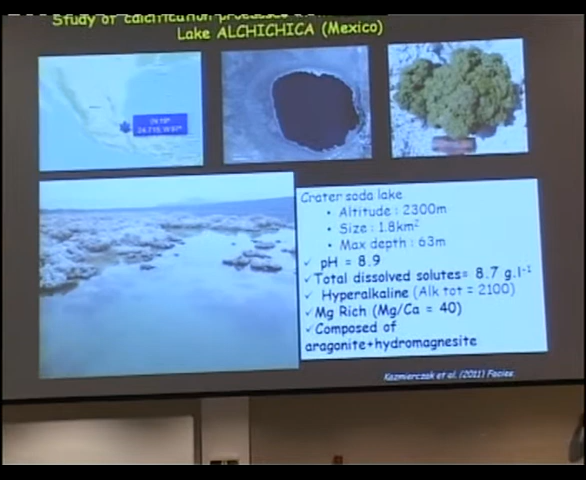 Study of calcification processes
Lake ALCHICHICA (Mexico)
Crater soda lake
• Altitude : 2300m
• Size : 1.8km²
• Max depth : 63m
✓ pH = 8.9
✓Total dissolved solutes= 8.7 g.l⁻¹
✓ Hyperalkaline (Alk tot = 2100)
✓Mg Rich (Mg/Ca = 40)
✓Composed of
aragonite+hydromagnesite
Kazmierczak et al. (2011) Facies.